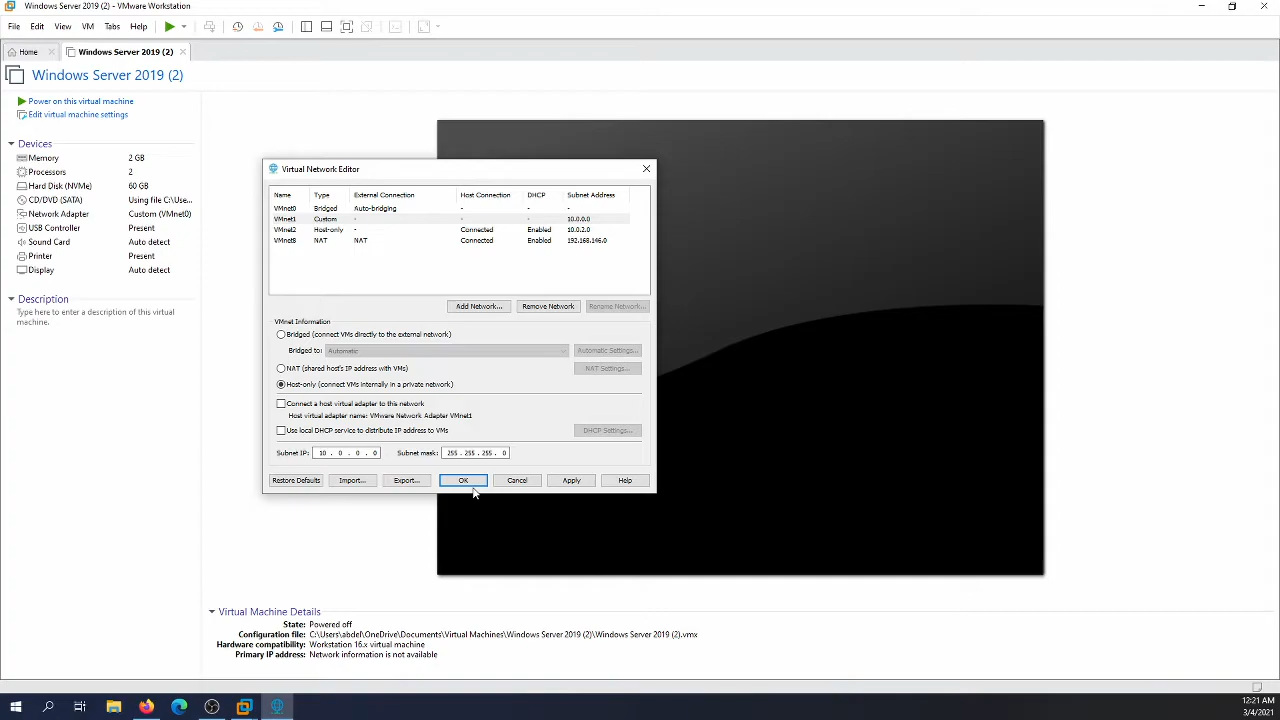 Windows Server 2019 (2) - VMware Workstation
File Edit View VM Tabs Help
Home Windows Server 2019 (2)
Windows Server 2019 (2)
Power on this virtual machine
Edit virtual machine settings
Devices
Memory 2 GB
Processors 2
Hard Disk (NVMe) 60 GB
CD/DVD (SATA) Using file C:\Use...
Network Adapter Custom (VMnet0)
USB Controller Present
Sound Card Auto detect
Printer Present
Display Auto detect
Description
Type here to enter a description of this virtual
machine.
Virtual Network Editor
Name Type External Connection Host Connection DHCP Subnet Address
VMnet0 Bridged Auto-bridging - - -
VMnet1 Custom - - - 10.0.0.0
VMnet2 Host-only - Connected Enabled 10.0.2.0
VMnet8 NAT NAT Connected Enabled 192.168.146.0
Add Network... Remove Network Rename Network...
VMnet Information
Bridged (connect VMs directly to the external network)
Bridged to: Automatic Automatic Settings...
NAT (shared host's IP address with VMs) NAT Settings...
Host-only (connect VMs internally in a private network)
Connect a host virtual adapter to this network
Host virtual adapter name: VMware Network Adapter VMnet1
Use local DHCP service to distribute IP address to VMs DHCP Settings...
Subnet IP: 10 . 0 . 0 . 0 Subnet mask: 255 . 255 . 255 . 0
Restore Defaults Import... Export... OK Cancel Apply Help
Virtual Machine Details
State: Powered off
Configuration file: C:\Users\abdel\OneDrive\Documents\Virtual Machines\Windows Server 2019 (2)\Windows Server 2019 (2).vmx
Hardware compatibility: Workstation 16.x virtual machine
Primary IP address: Network information is not available
12:21 AM
3/4/2021